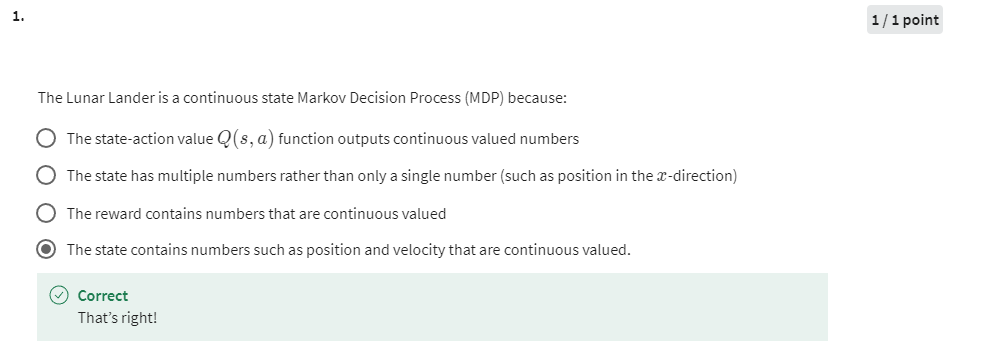 1.
1 / 1 point
The Lunar Lander is a continuous state Markov Decision Process (MDP) because:
The state-action value Q(s, a) function outputs continuous valued numbers
The state has multiple numbers rather than only a single number (such as position in the x-direction)
The reward contains numbers that are continuous valued
The state contains numbers such as position and velocity that are continuous valued.
Correct
That's right!